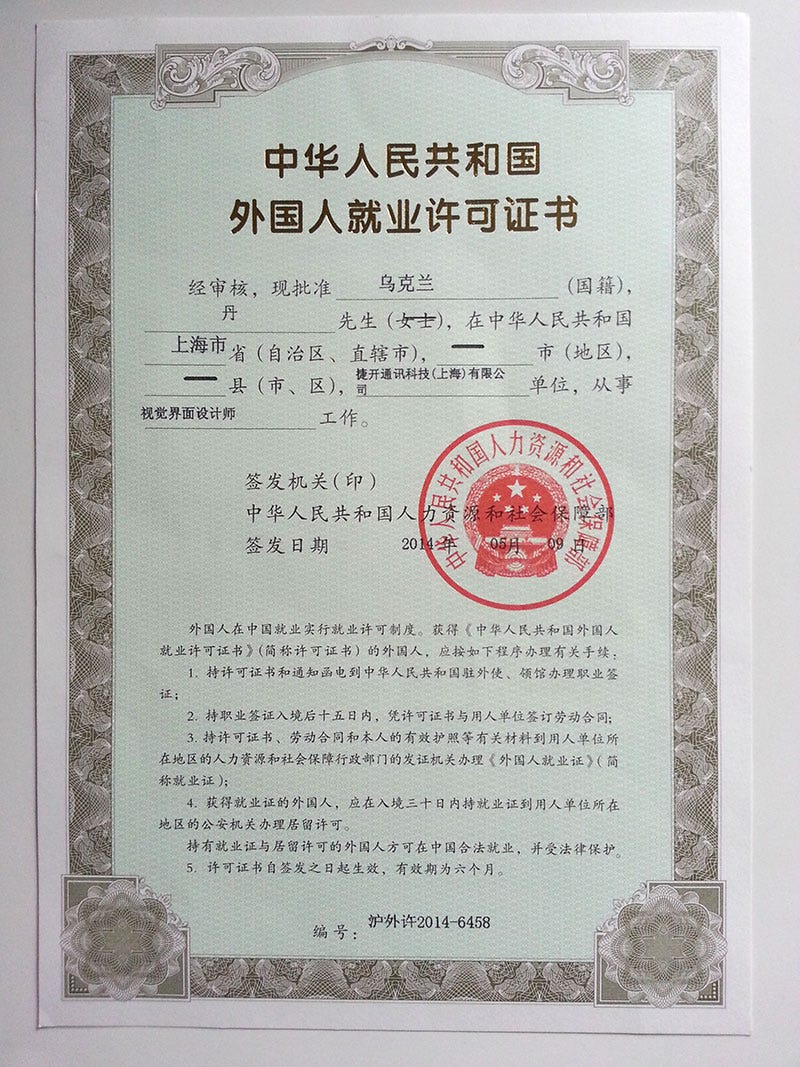 中华人民共和国
外国人就业许可证书
经审核，现批准 乌克兰 (国籍)，
丹 先生 (女士)，在中华人民共和国
上海市 省 (自治区、直辖市)， — 市 (地区)，
— 县 (市、区)， 捷开通讯科技(上海)有限公司 单位，从事
视觉界面设计师 工作。
签发机关(印)
中华人民共和国人力资源和社会保障部
签发日期 2014 年 05月 09 日
中华人民共和国人力资源和社会保障部
外国人在中国就业实行就业许可制度。获得《中华人民共和国外国人
就业许可证书》(简称许可证书) 的外国人，应按如下程序办理有关手续：
1. 持许可证书和通知函电到中华人民共和国驻外使、领馆办理职业签
证；
2. 持职业签证入境后十五日内，凭许可证书与用人单位签订劳动合同；
3. 持许可证书、劳动合同和本人的有效护照等有关材料到用人单位所
在地区的人力资源和社会保障行政部门的发证机关办理《外国人就业证》(简
称就业证)；
4. 获得就业证的外国人，应在入境三十日内持就业证到用人单位所在
地区的公安机关办理居留许可。
持有就业证与居留许可的外国人方可在中国合法就业，并受法律保护。
5. 许可证书自签发之日起生效，有效期为六个月。
编号： 沪外许2014-6458